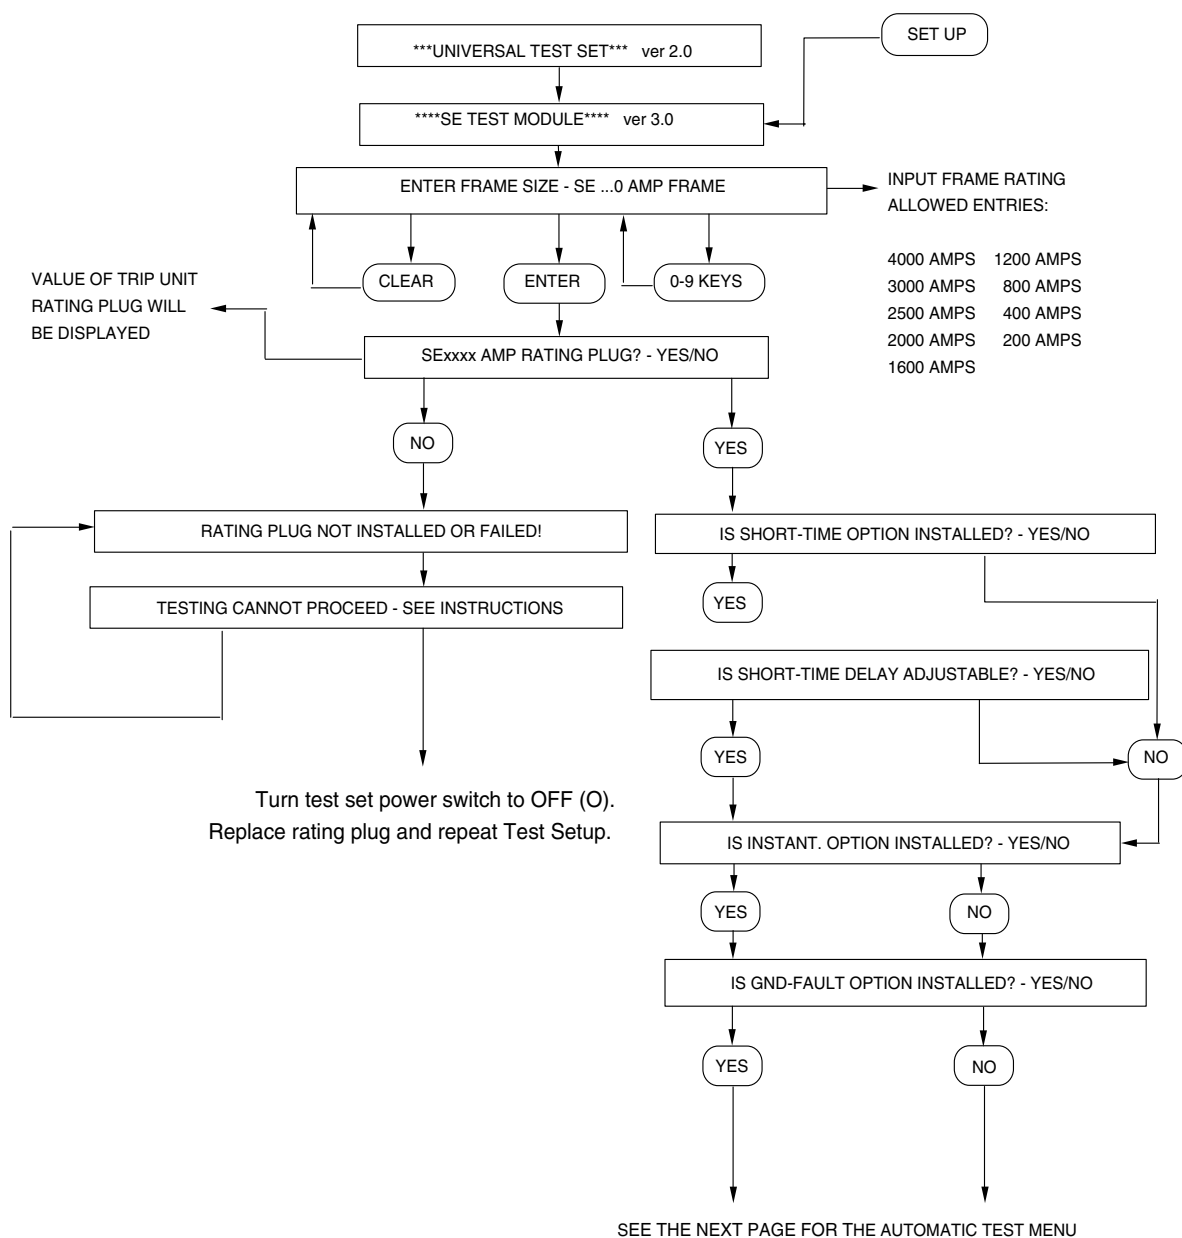 SET UP
***UNIVERSAL TEST SET*** ver 2.0
****SE TEST MODULE**** ver 3.0
ENTER FRAME SIZE - SE ...0 AMP FRAME
INPUT FRAME RATING
ALLOWED ENTRIES:
4000 AMPS 1200 AMPS
3000 AMPS 800 AMPS
2500 AMPS 400 AMPS
2000 AMPS 200 AMPS
1600 AMPS
CLEAR
ENTER
0-9 KEYS
VALUE OF TRIP UNIT
RATING PLUG WILL
BE DISPLAYED
SExxxx AMP RATING PLUG? - YES/NO
NO
YES
RATING PLUG NOT INSTALLED OR FAILED!
TESTING CANNOT PROCEED - SEE INSTRUCTIONS
Turn test set power switch to OFF (O).
Replace rating plug and repeat Test Setup.
IS SHORT-TIME OPTION INSTALLED? - YES/NO
YES
IS SHORT-TIME DELAY ADJUSTABLE? - YES/NO
YES
NO
IS INSTANT. OPTION INSTALLED? - YES/NO
YES
NO
IS GND-FAULT OPTION INSTALLED? - YES/NO
YES
NO
SEE THE NEXT PAGE FOR THE AUTOMATIC TEST MENU